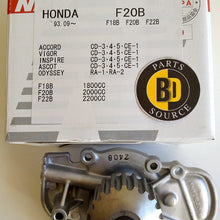 HONDA F20B
'93.09~ F18B F20B F22B
ACCORD CD-3·4·5·CE-1
VIGOR CD-3·4·5·CE-1
INSPIRE CD-3·4·5·CE-1
ASCOT CD-3·4·5·CE-1
ODYSSEY RA-1·RA-2
F18B 1800CC
F20B 2000CC
F22B 2200CC
PARTS
BD
SOURCE
2408